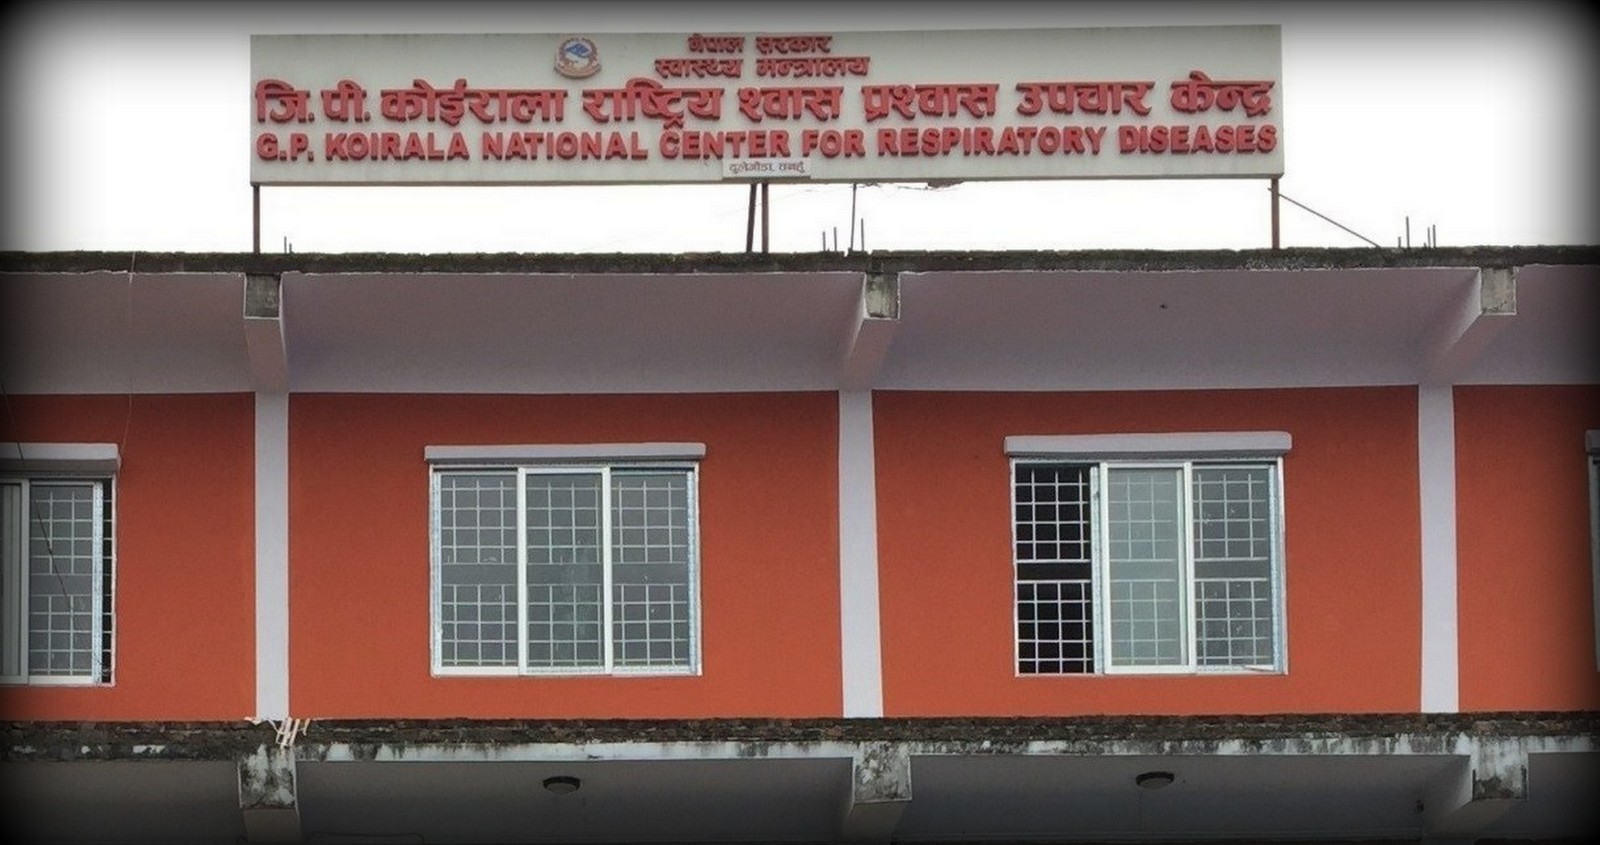 नेपाल सरकार
स्वास्थ्य मन्त्रालय
जि. पी. कोईराला राष्ट्रिय श्वास प्रश्वास उपचार केन्द्र
G.P. KOIRALA NATIONAL CENTER FOR RESPIRATORY DISEASES
दुलेगौडा, तनहुँ